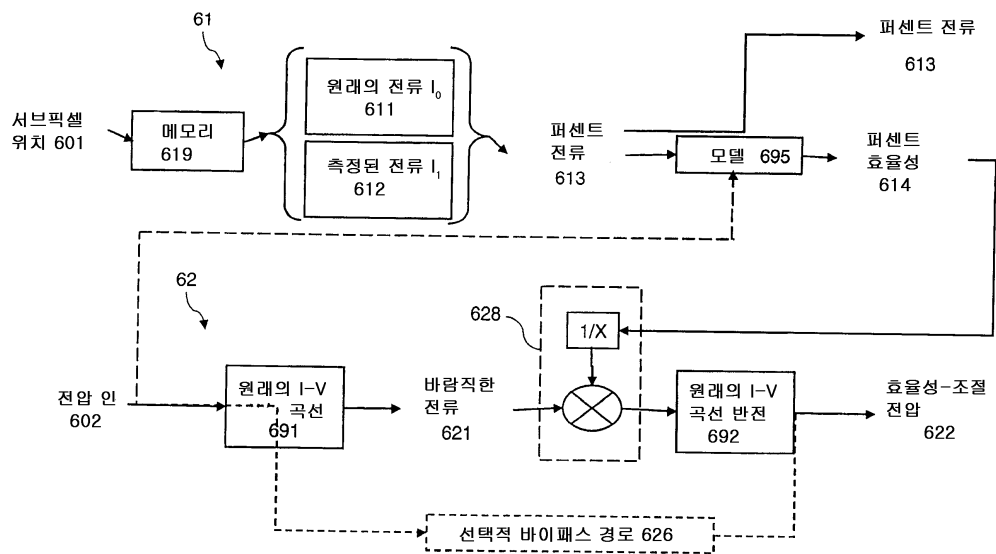 61
서브픽셀
위치 601
메모리
619
원래의 전류 I₀
611
측정된 전류 I₁
612
퍼센트
전류
613
퍼센트 전류
613
모델 695
퍼센트
효율성
614
62
전압 인
602
원래의 I-V
곡선
691
바람직한
전류
621
628
1/X
원래의 I-V
곡선 반전
692
효율성-조절
전압
622
선택적 바이패스 경로 626